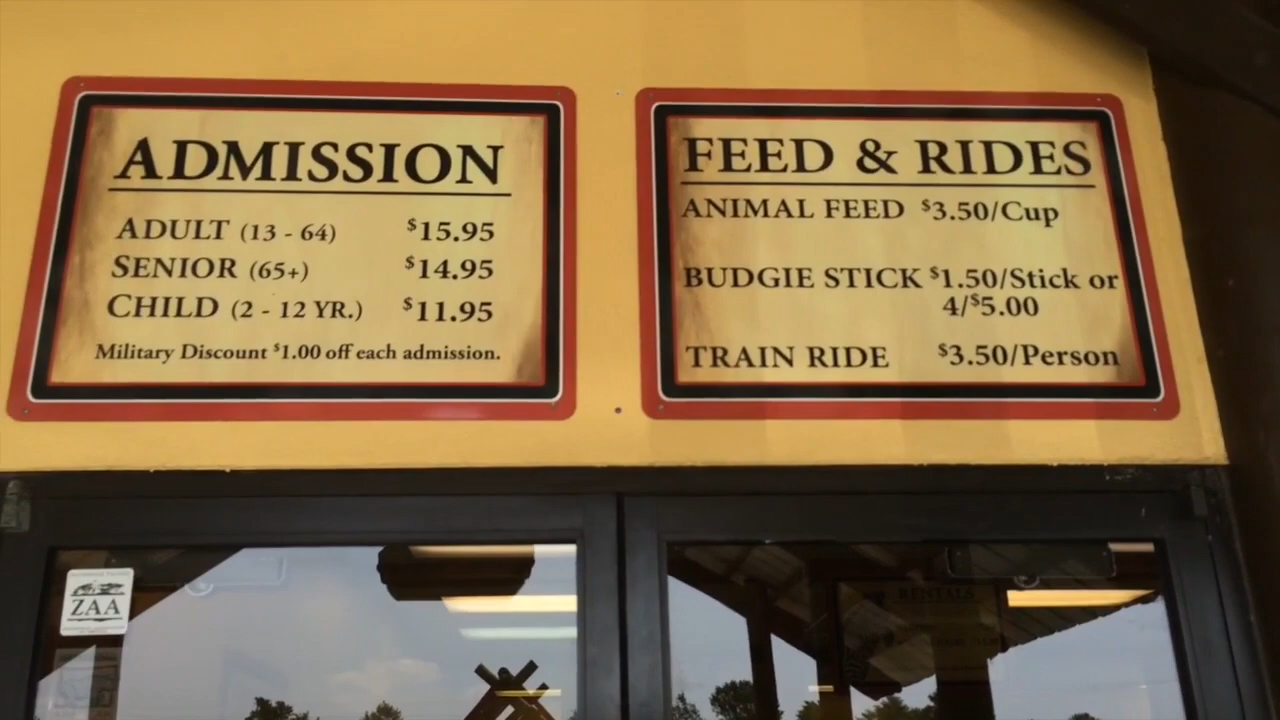 ADMISSION
ADULT (13 - 64) $15.95
SENIOR (65+) $14.95
CHILD (2 - 12 YR.) $11.95
Military Discount $1.00 off each admission.
FEED & RIDES
ANIMAL FEED $3.50/Cup
BUDGIE STICK $1.50/Stick or
4/$5.00
TRAIN RIDE $3.50/Person
ZAA
RENTALS